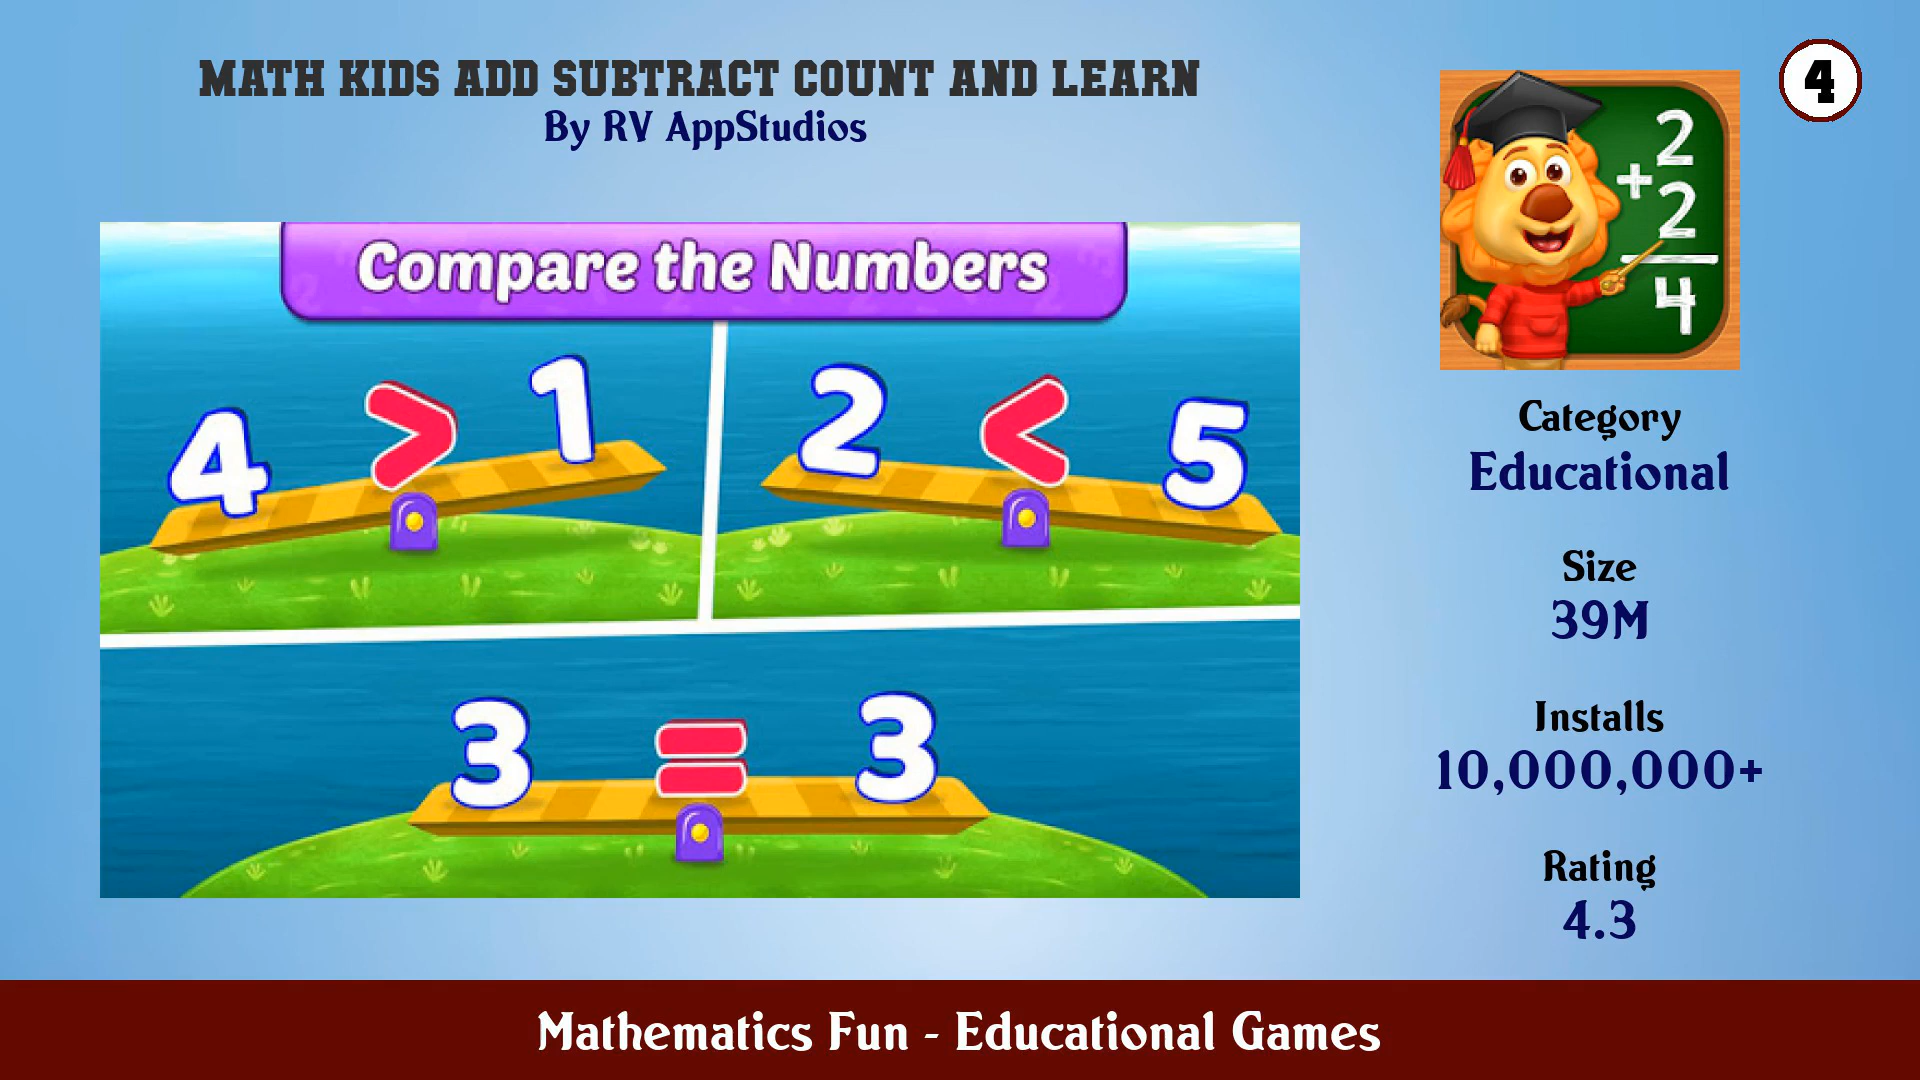 MATH KIDS ADD SUBTRACT COUNT AND LEARN
By RV AppStudios
4
Compare the Numbers
4 > 1
2 < 5
3 = 3
2
+ 2
4
Category
Educational
Size
39M
Installs
10,000,000+
Rating
4.3
Mathematics Fun - Educational Games